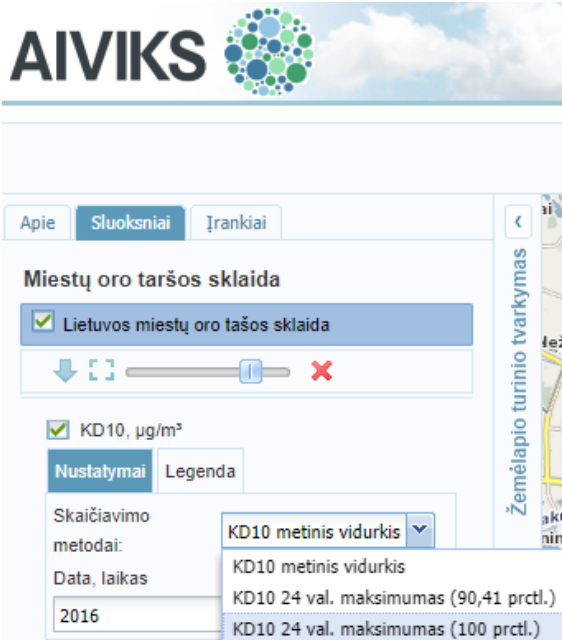 AIVIKS
Apie Sluoksniai Įrankiai
Miestų oro taršos sklaida
Lietuvos miestų oro tašos sklaida
KD10, µg/m³
Nustatymai Legenda
Skaičiavimo
metodai:
KD10 metinis vidurkis
Data, laikas
2016
KD10 metinis vidurkis
KD10 24 val. maksimumas (90,41 prctl.)
KD10 24 val. maksimumas (100 prctl.)
Žemėlapio turinio tvarkymas